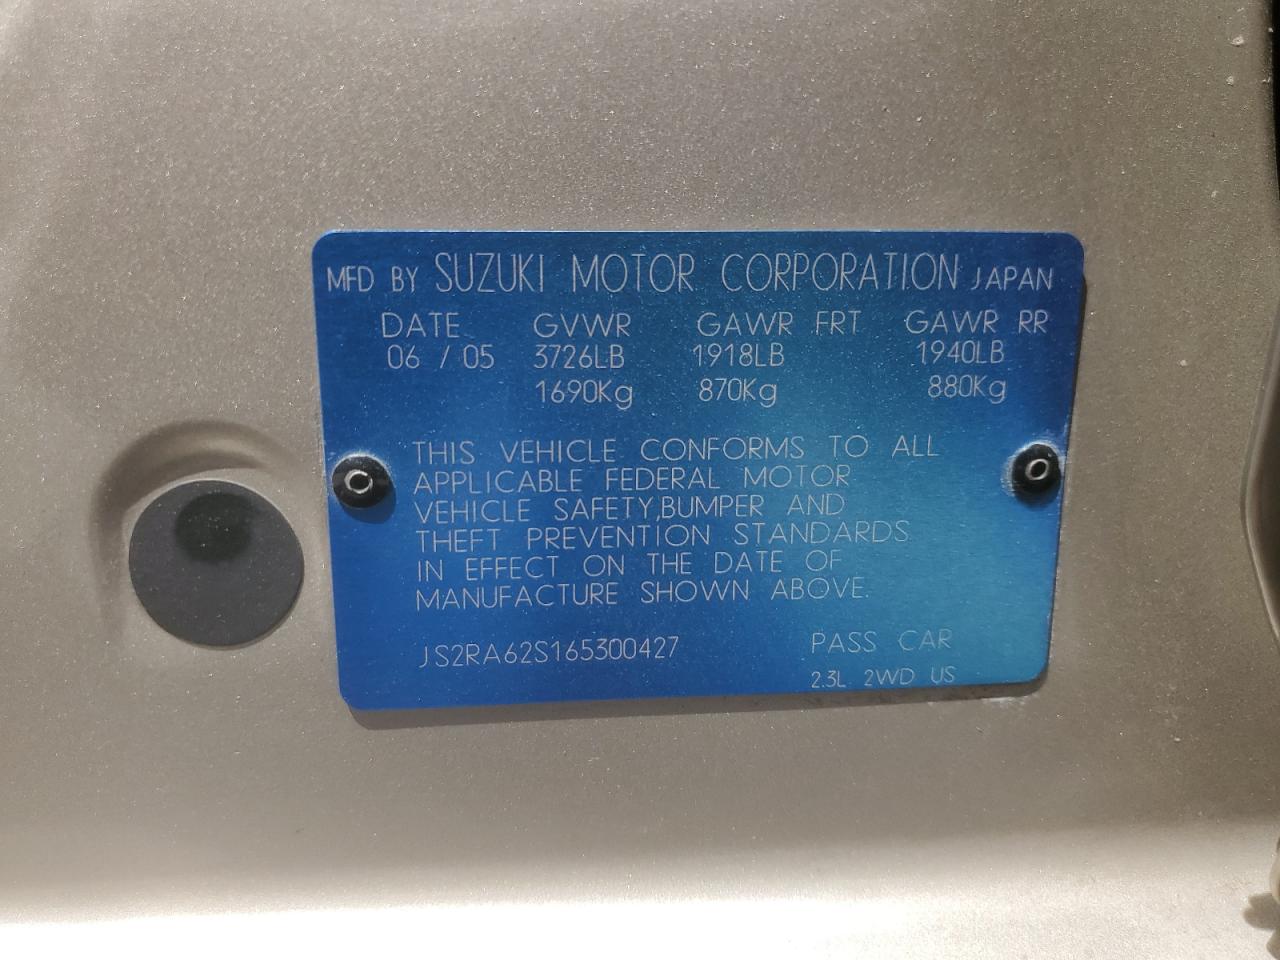 MFD BY SUZUKI MOTOR CORPORATION JAPAN
DATE GVWR GAWR FRT GAWR RR
06 / 05 3726LB 1918LB 1940LB
1690Kg 870Kg 880Kg
THIS VEHICLE CONFORMS TO ALL
APPLICABLE FEDERAL MOTOR
VEHICLE SAFETY,BUMPER AND
THEFT PREVENTION STANDARDS
IN EFFECT ON THE DATE OF
MANUFACTURE SHOWN ABOVE.
JS2RA62S165300427 PASS CAR
2.3L 2WD US